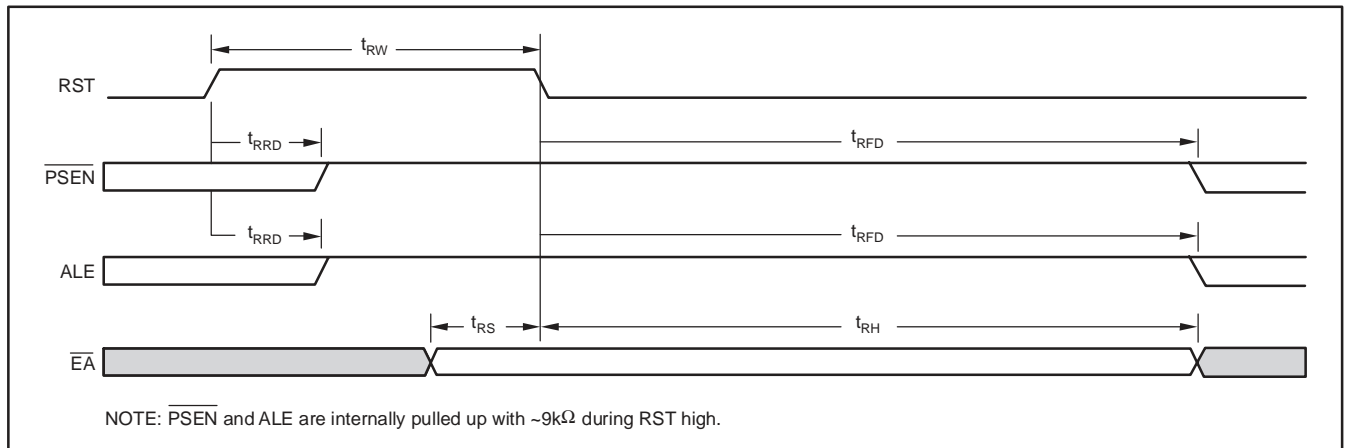 tRW
RST
tRRD
tRFD
PSEN
tRRD
tRFD
ALE
tRS
tRH
EA
NOTE: PSEN and ALE are internally pulled up with ~9kΩ during RST high.